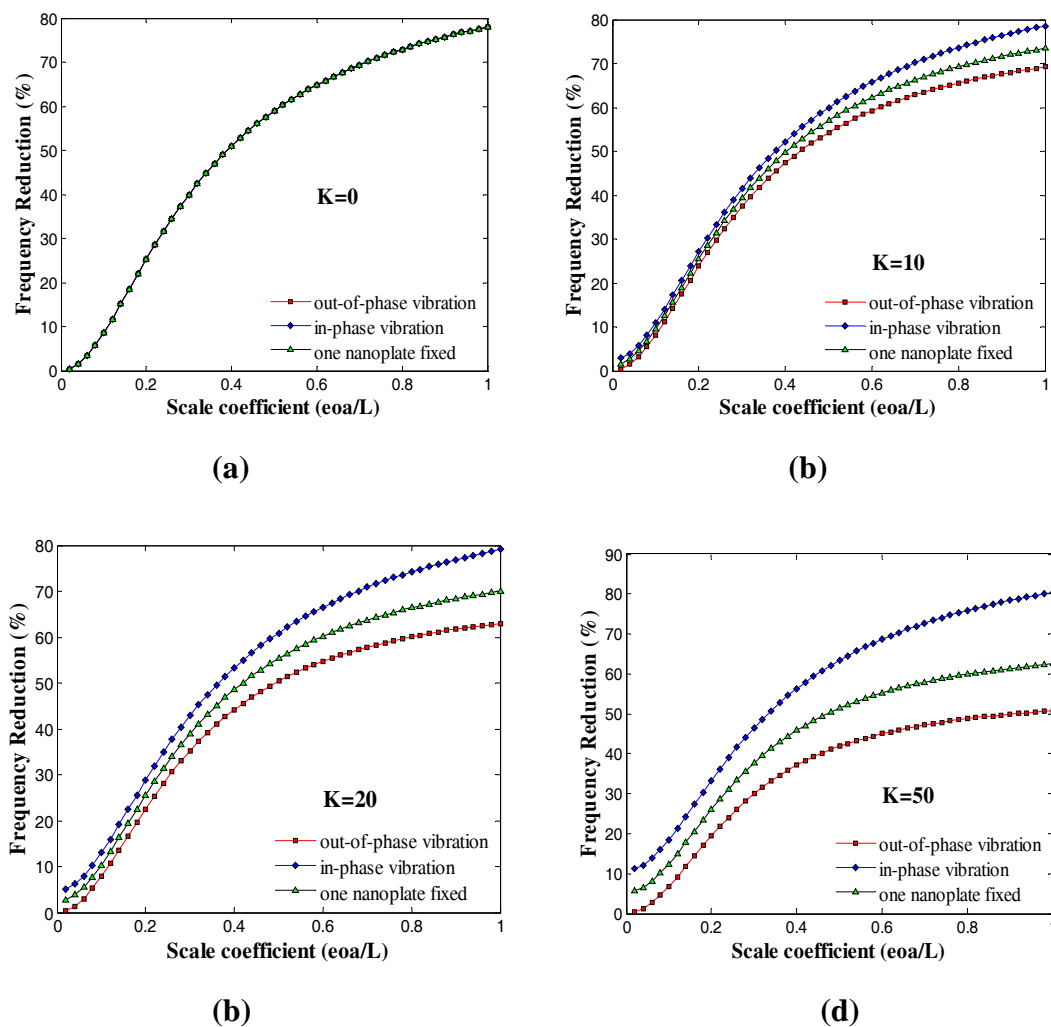 80
70
60
50
40
30
20
10
0
Frequency Reduction (%)
K=0
out-of-phase vibration
in-phase vibration
one nanoplate fixed
0
0.2
0.4
0.6
0.8
1
Scale coefficient (eoa/L)
(a)
80
70
60
50
40
30
20
10
0
Frequency Reduction (%)
K=10
out-of-phase vibration
in-phase vibration
one nanoplate fixed
0
0.2
0.4
0.6
0.8
1
Scale coefficient (eoa/L)
(b)
80
70
60
50
40
30
20
10
0
Frequency Reduction (%)
K=20
out-of-phase vibration
in-phase vibration
one nanoplate fixed
0
0.2
0.4
0.6
0.8
1
Scale coefficient (eoa/L)
(b)
90
80
70
60
50
40
30
20
10
0
Frequency Reduction (%)
K=50
out-of-phase vibration
in-phase vibration
one nanoplate fixed
0
0.2
0.4
0.6
0.8
Scale coefficient (eoa/L)
(d)